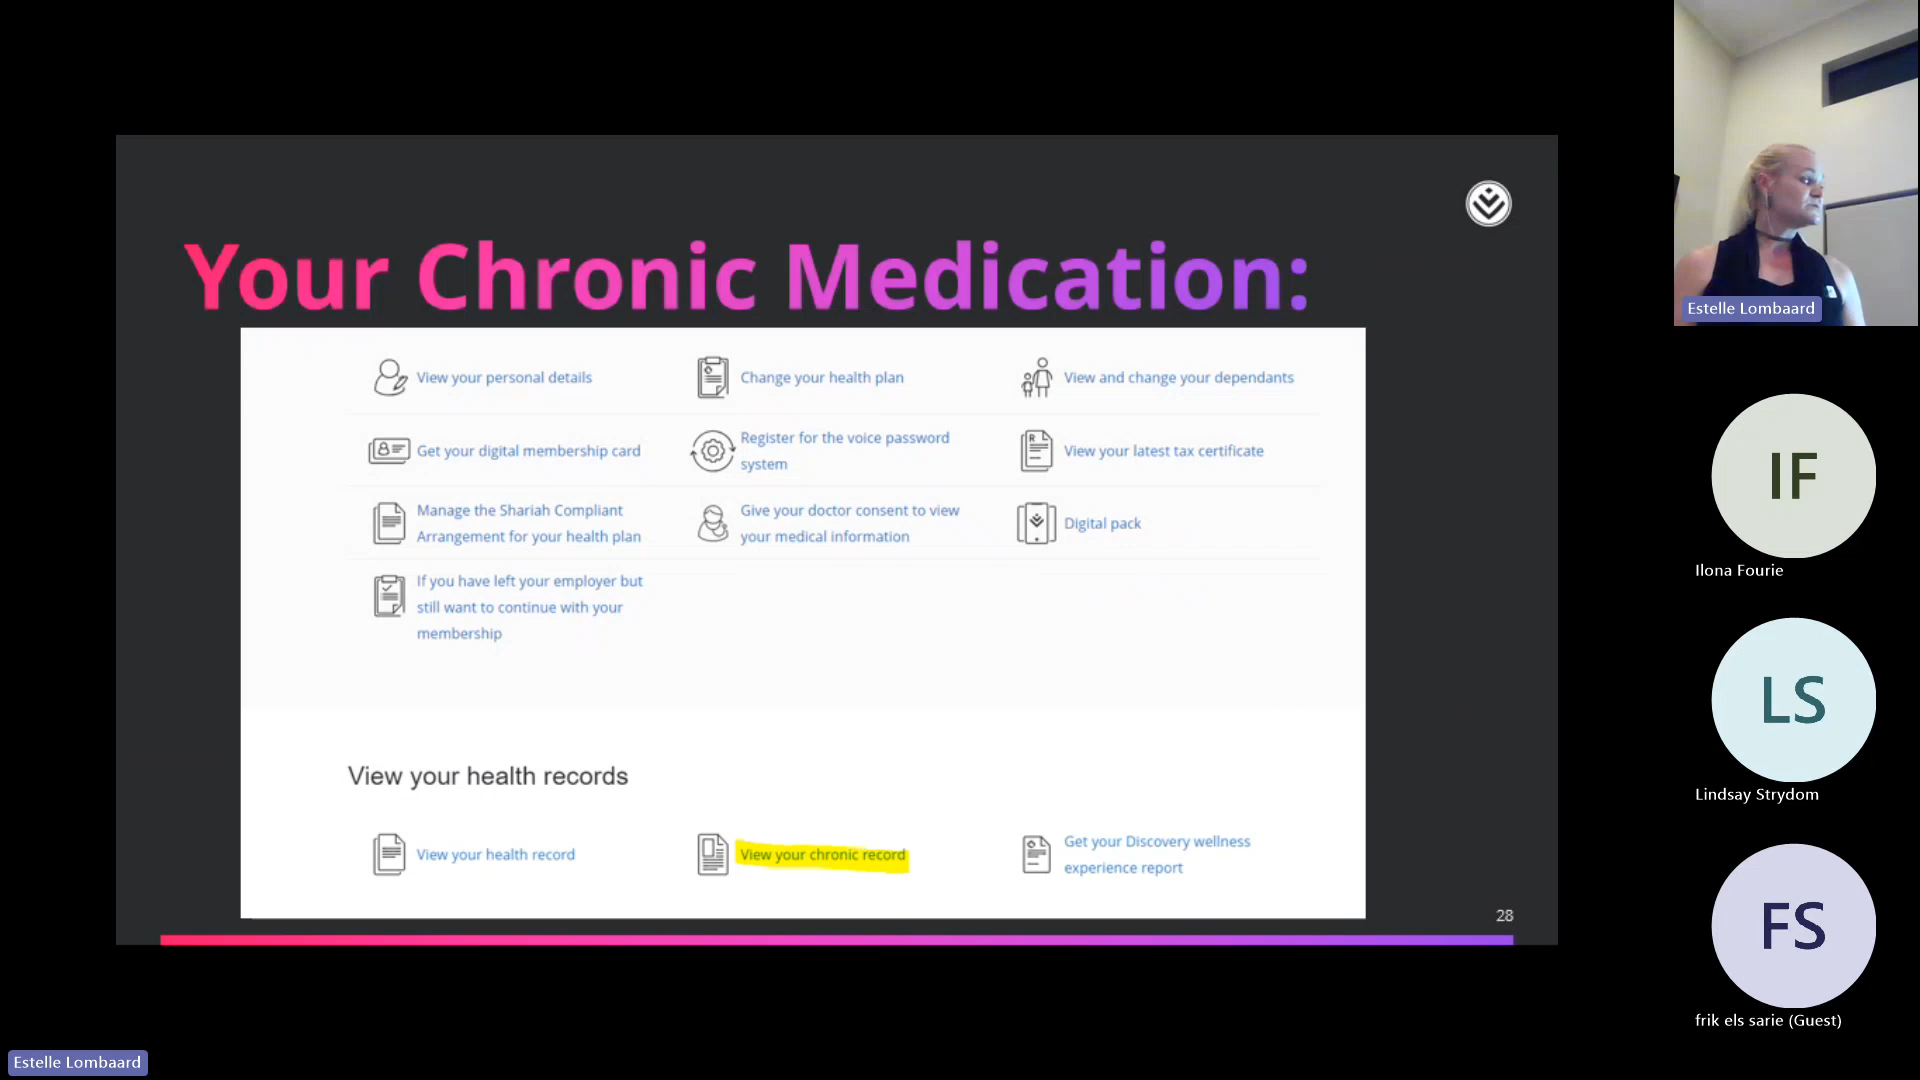 Your Chronic Medication:
View your personal details
Change your health plan
View and change your dependants
Get your digital membership card
Register for the voice password
system
View your latest tax certificate
Manage the Shariah Compliant
Arrangement for your health plan
Give your doctor consent to view
your medical information
Digital pack
If you have left your employer but
still want to continue with your
membership
View your health records
View your health record
View your chronic record
Get your Discovery wellness
experience report
28
Estelle Lombaard
IF
Ilona Fourie
LS
Lindsay Strydom
FS
frik els sarie (Guest)
Estelle Lombaard